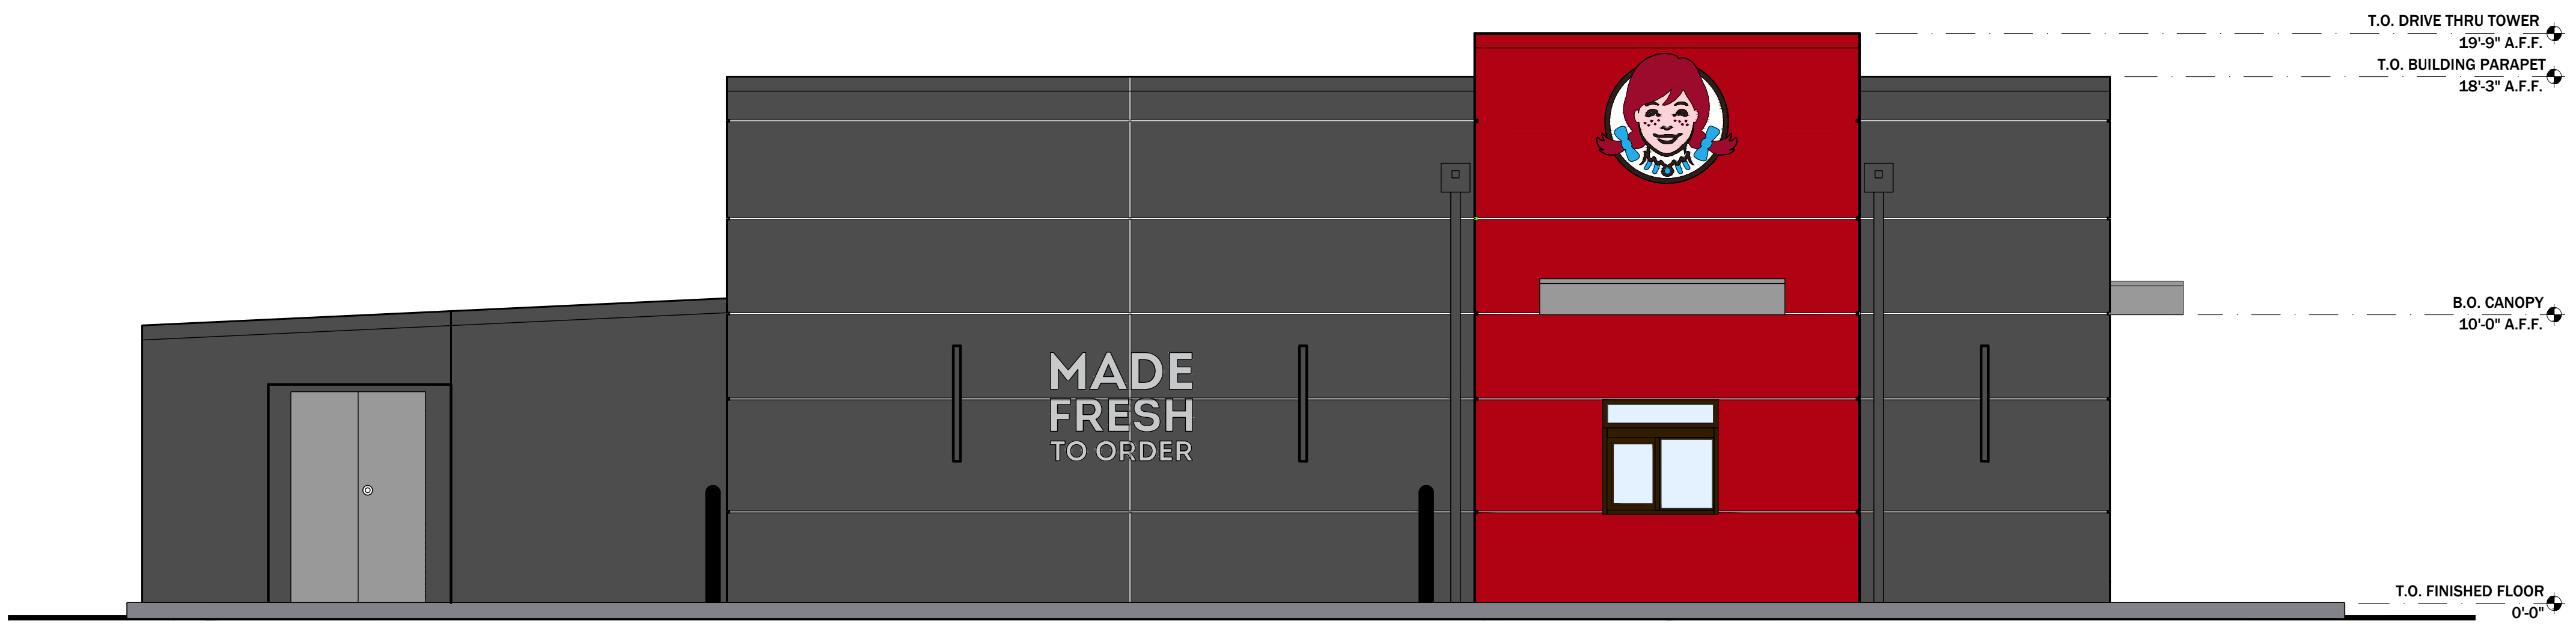 T.O. DRIVE THRU TOWER
19'-9" A.F.F.
T.O. BUILDING PARAPET
18'-3" A.F.F.
B.O. CANOPY
10'-0" A.F.F.
MADE
FRESH
TO ORDER
T.O. FINISHED FLOOR
0'-0"